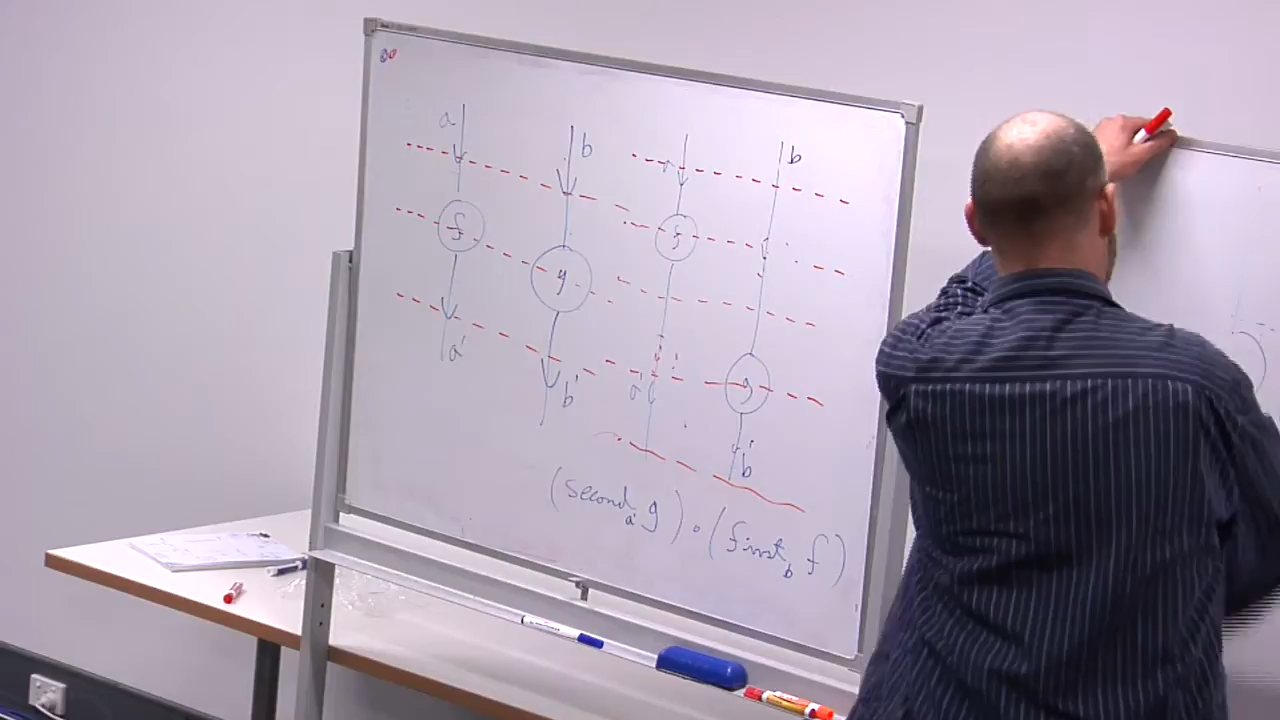 a
b
b
f
f
g
g
a'
b'
a'
b'
(second a' g) ∘ (first b f)